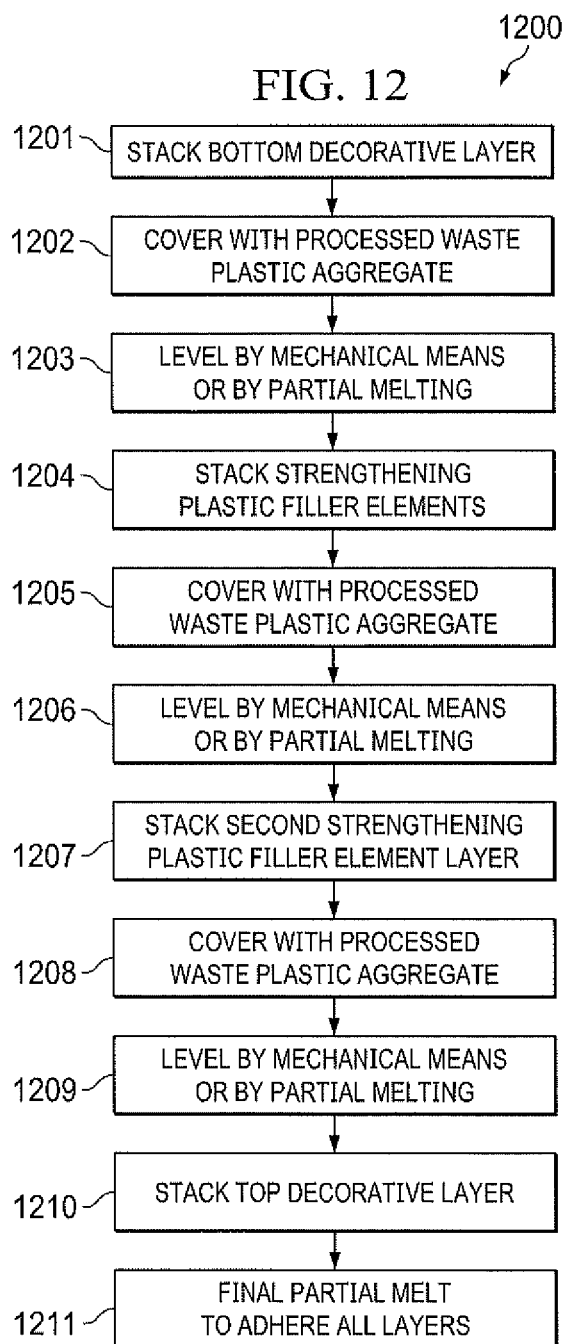 1200
FIG. 12
1201
STACK BOTTOM DECORATIVE LAYER
1202
COVER WITH PROCESSED WASTE
PLASTIC AGGREGATE
1203
LEVEL BY MECHANICAL MEANS
OR BY PARTIAL MELTING
1204
STACK STRENGTHENING
PLASTIC FILLER ELEMENTS
1205
COVER WITH PROCESSED
WASTE PLASTIC AGGREGATE
1206
LEVEL BY MECHANICAL MEANS
OR BY PARTIAL MELTING
1207
STACK SECOND STRENGTHENING
PLASTIC FILLER ELEMENT LAYER
1208
COVER WITH PROCESSED
WASTE PLASTIC AGGREGATE
1209
LEVEL BY MECHANICAL MEANS
OR BY PARTIAL MELTING
1210
STACK TOP DECORATIVE LAYER
1211
FINAL PARTIAL MELT
TO ADHERE ALL LAYERS